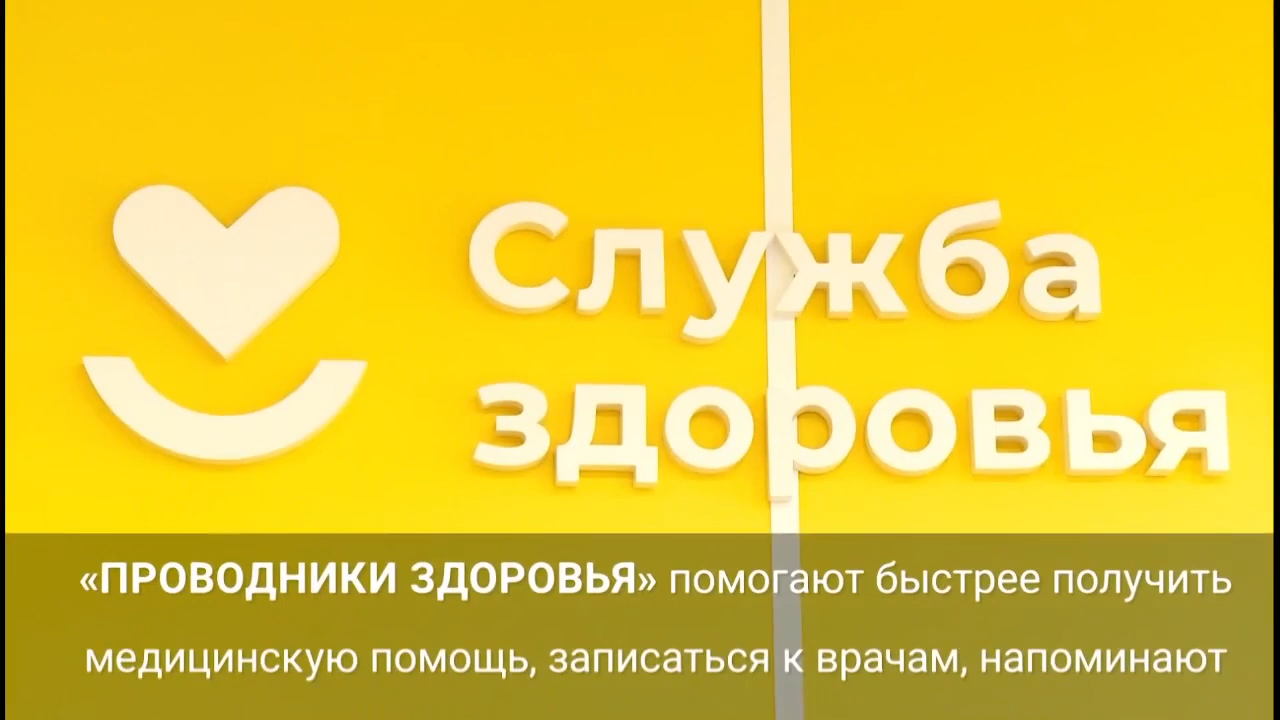 Служба
здоровья
«ПРОВОДНИКИ ЗДОРОВЬЯ» помогают быстрее получить
медицинскую помощь, записаться к врачам, напоминают